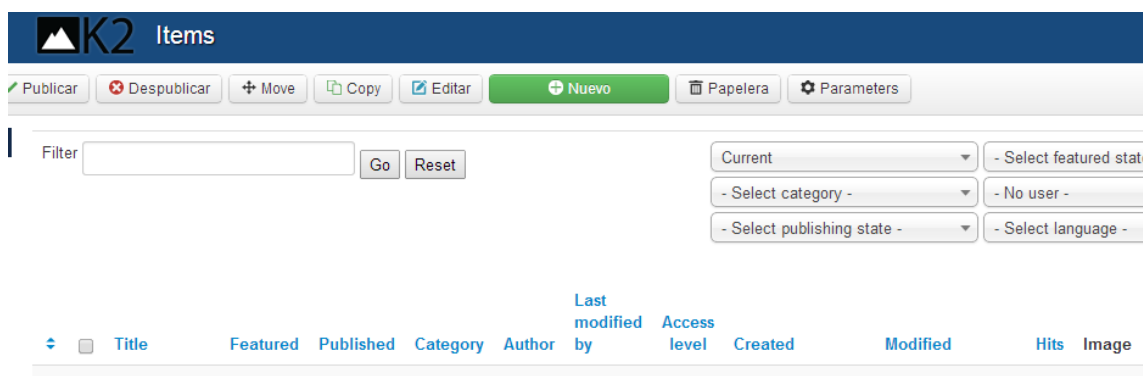 K2 Items
Publicar Despublicar Move Copy Editar Nuevo Papelera Parameters
Filter Go Reset Current - Select featured stat
- Select category - - No user -
- Select publishing state - - Select language -
Last
modified Access
Title Featured Published Category Author by level Created Modified Hits Image